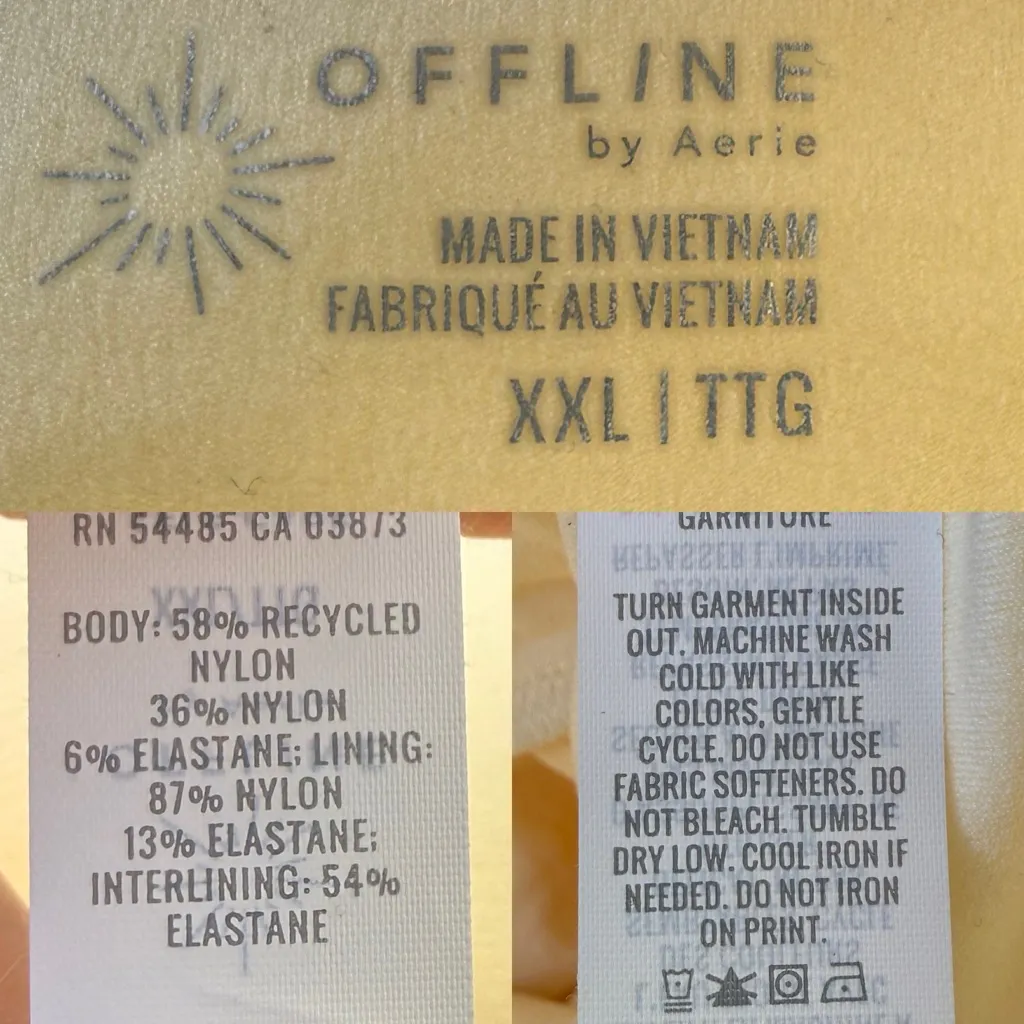 OFFLINE
by Aerie
MADE IN VIETNAM
FABRIQUÉ AU VIETNAM
XXL | TTG
RN 54485 CA 03873
BODY: 58% RECYCLED
NYLON
36% NYLON
6% ELASTANE; LINING:
87% NYLON
13% ELASTANE;
INTERLINING: 54%
ELASTANE
GARNITURE
REPASSER L'IMPRIMÉ
TURN GARMENT INSIDE
OUT. MACHINE WASH
COLD WITH LIKE
COLORS, GENTLE
CYCLE. DO NOT USE
FABRIC SOFTENERS. DO
NOT BLEACH. TUMBLE
DRY LOW. COOL IRON IF
NEEDED. DO NOT IRON
ON PRINT.